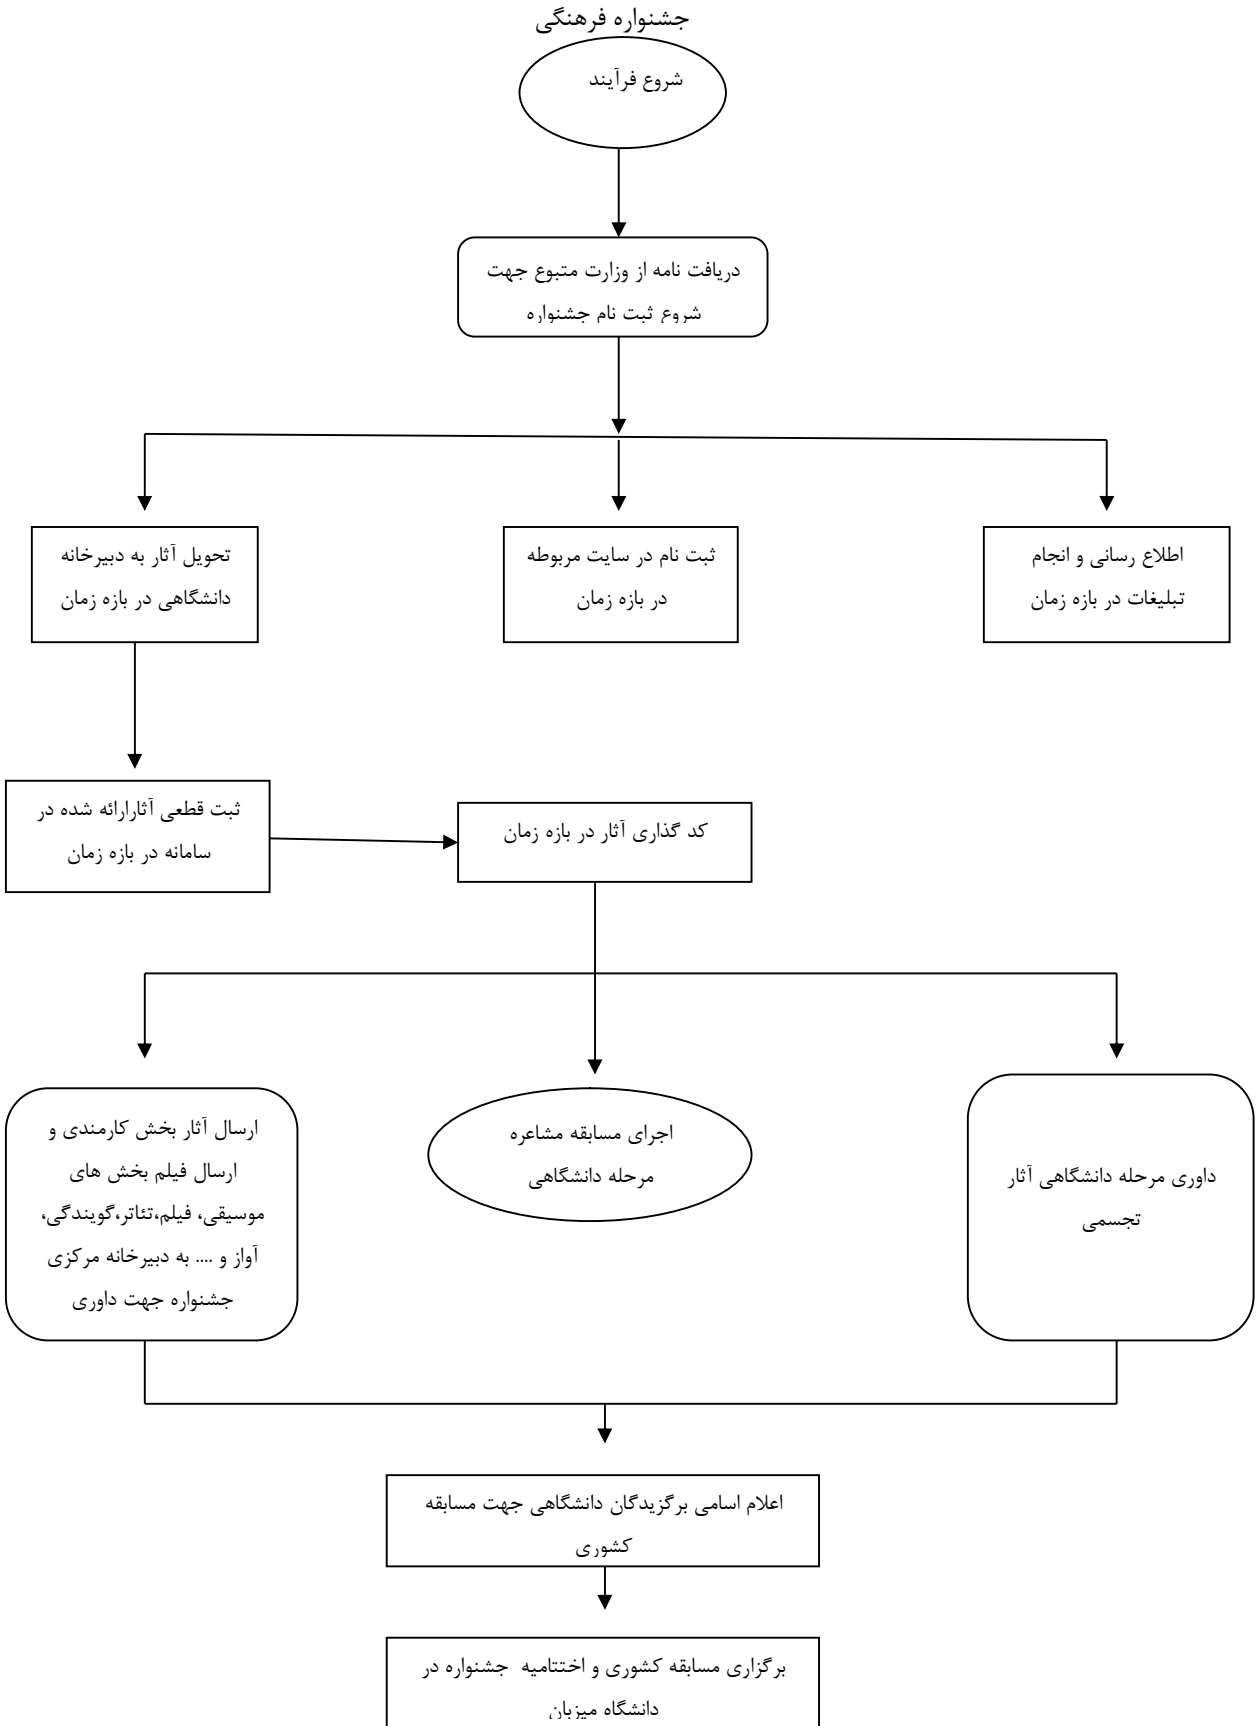 جشنواره فرهنگی
شروع فرآیند
دریافت نامه از وزارت متبوع جهت
شروع ثبت نام جشنواره
اطلاع رسانی و انجام
تبلیغات در بازه زمان
ثبت نام در سایت مربوطه
در بازه زمان
تحویل آثار به دبیرخانه
دانشگاهی در بازه زمان
ثبت قطعی آثارارائه شده در
سامانه در بازه زمان
کد گذاری آثار در بازه زمان
داوری مرحله دانشگاهی آثار
تجسمی
اجرای مسابقه مشاعره
مرحله دانشگاهی
ارسال آثار بخش کارمندی و
ارسال فیلم بخش های
موسیقی، فیلم،تئاتر،گویندگی،
آواز و .... به دبیرخانه مرکزی
جشنواره جهت داوری
اعلام اسامی برگزیدگان دانشگاهی جهت مسابقه
کشوری
برگزاری مسابقه کشوری و اختتامیه  جشنواره در
دانشگاه میزبان